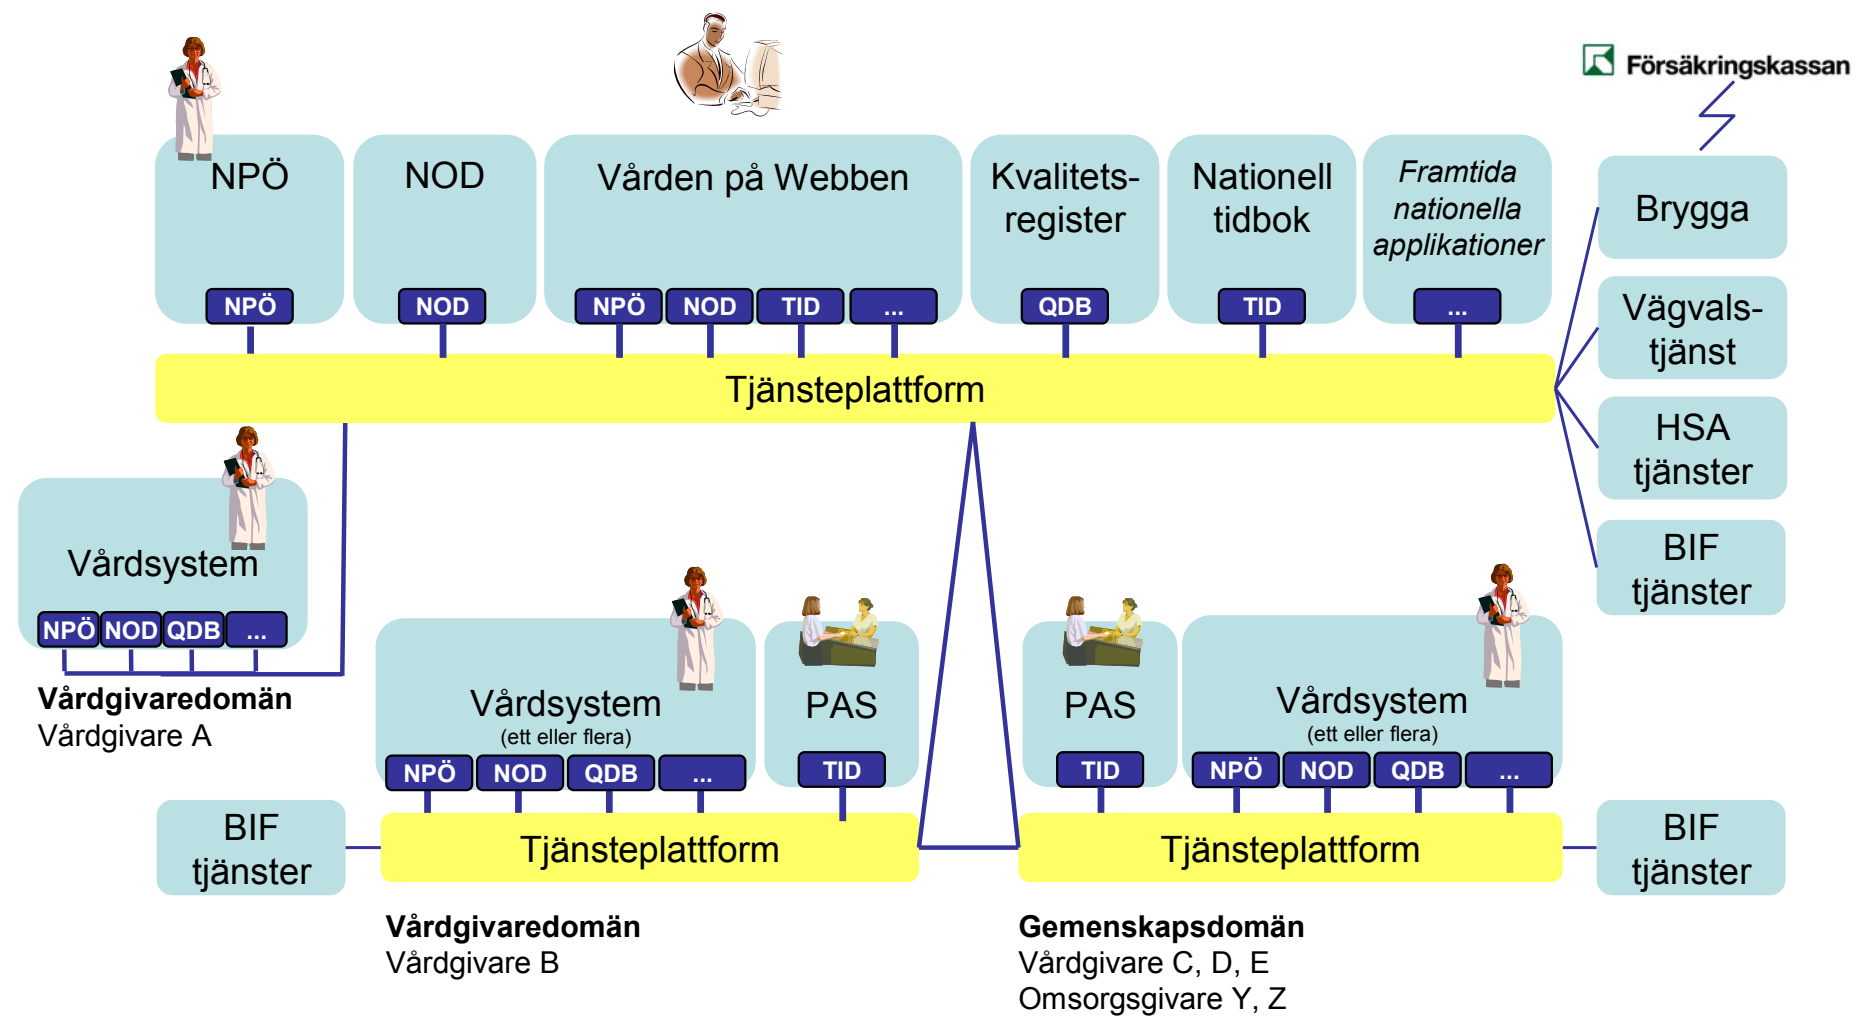 Försäkringskassan
NPÖ
NOD
Vården på Webben
Kvalitets-
register
Nationell
tidbok
Framtida
nationella
applikationer
NPÖ
NOD
NPÖ
NOD
TID
...
QDB
TID
...
Tjänsteplattform
Brygga
Vägvals-
tjänst
HSA
tjänster
BIF
tjänster
Vårdsystem
NPÖ
NOD
QDB
...
Vårdgivaredomän
Vårdgivare A
Vårdsystem
(ett eller flera)
NPÖ
NOD
QDB
...
PAS
TID
PAS
TID
Vårdsystem
(ett eller flera)
NPÖ
NOD
QDB
...
BIF
tjänster
Tjänsteplattform
Tjänsteplattform
BIF
tjänster
Vårdgivaredomän
Vårdgivare B
Gemenskapsdomän
Vårdgivare C, D, E
Omsorgsgivare Y, Z